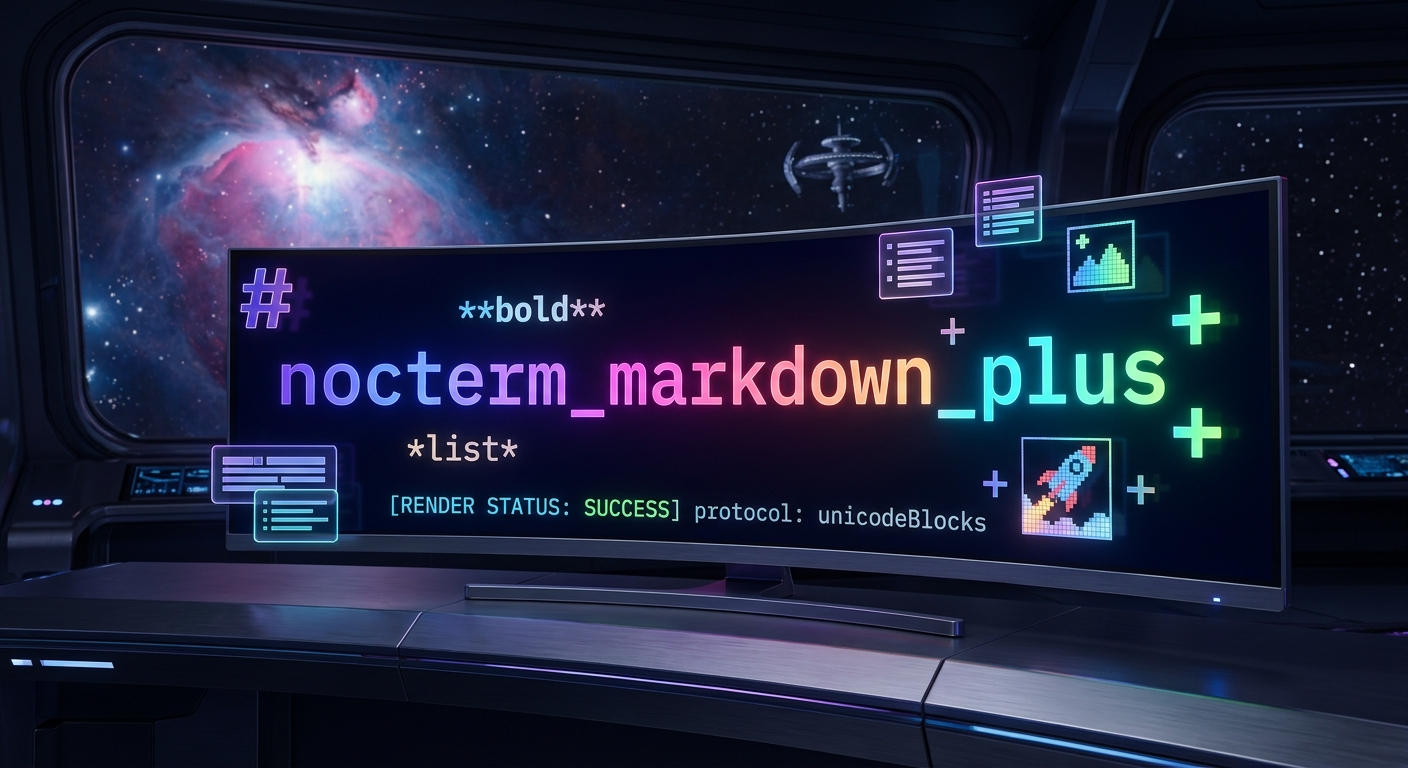 #
**bold**
nocterm_markdown_plus
*list*
[RENDER STATUS: SUCCESS] protocol: unicodeBlocks